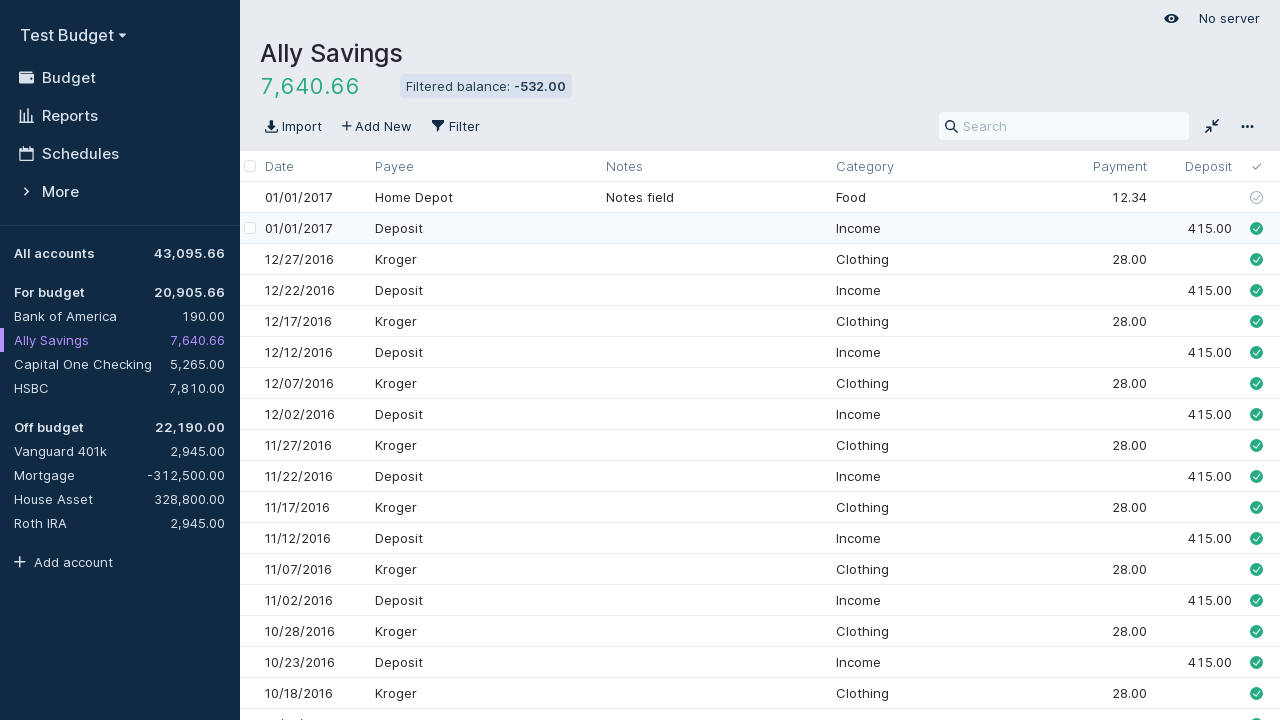 Test Budget
Budget
Reports
Schedules
More
All accounts 43,095.66
For budget 20,905.66
Bank of America 190.00
Ally Savings 7,640.66
Capital One Checking 5,265.00
HSBC 7,810.00
Off budget 22,190.00
Vanguard 401k 2,945.00
Mortgage -312,500.00
House Asset 328,800.00
Roth IRA 2,945.00
Add account
No server
Ally Savings
7,640.66 Filtered balance: -532.00
Import Add New Filter Search
Date Payee Notes Category Payment Deposit
01/01/2017 Home Depot Notes field Food 12.34
01/01/2017 Deposit Income 415.00
12/27/2016 Kroger Clothing 28.00
12/22/2016 Deposit Income 415.00
12/17/2016 Kroger Clothing 28.00
12/12/2016 Deposit Income 415.00
12/07/2016 Kroger Clothing 28.00
12/02/2016 Deposit Income 415.00
11/27/2016 Kroger Clothing 28.00
11/22/2016 Deposit Income 415.00
11/17/2016 Kroger Clothing 28.00
11/12/2016 Deposit Income 415.00
11/07/2016 Kroger Clothing 28.00
11/02/2016 Deposit Income 415.00
10/28/2016 Kroger Clothing 28.00
10/23/2016 Deposit Income 415.00
10/18/2016 Kroger Clothing 28.00